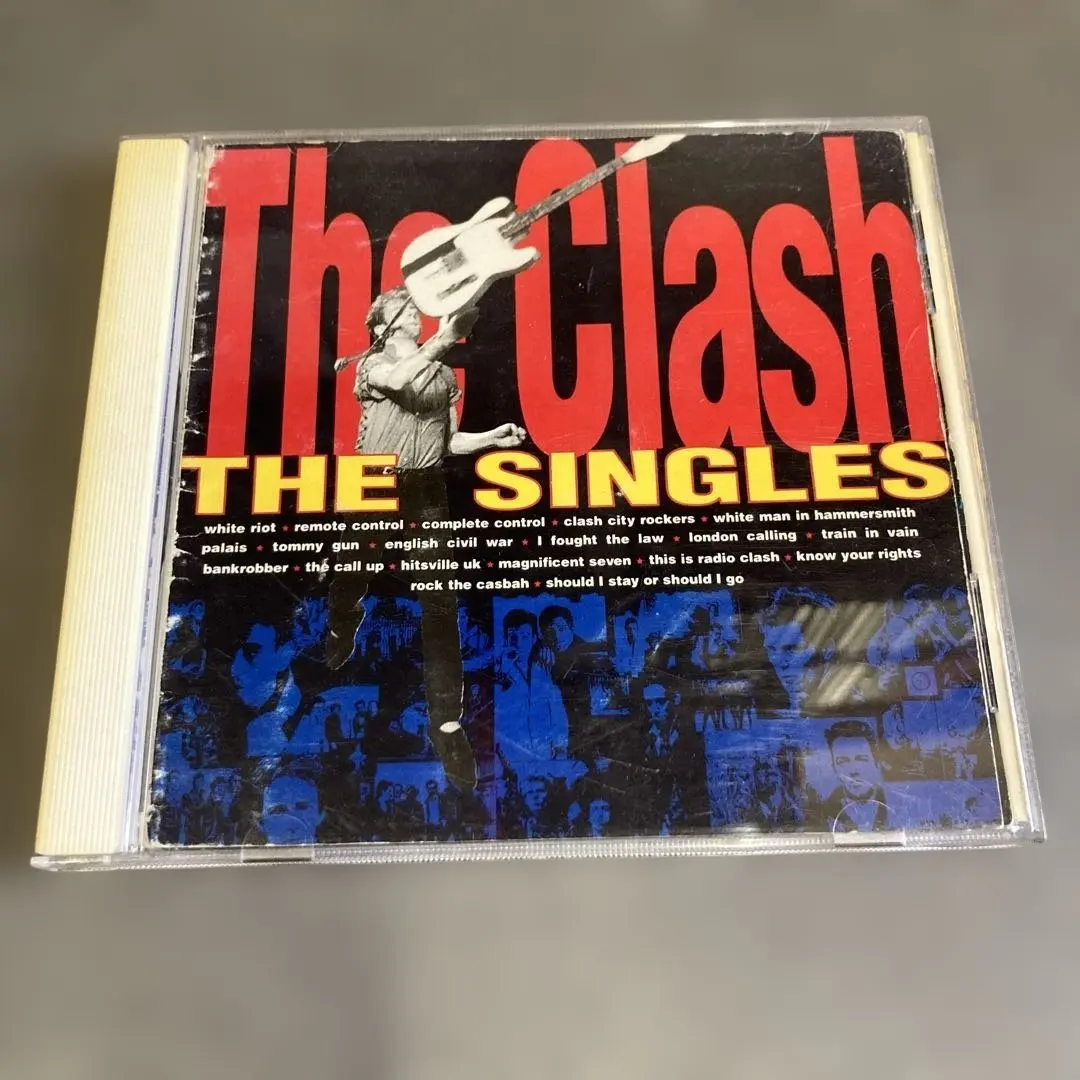 The Clash
THE SINGLES
white riot ★ remote control ★ complete control ★ clash city rockers ★ white man in hammersmith
palais ★ tommy gun ★ english civil war ★ I fought the law ★ london calling ★ train in vain
bankrobber ★ the call up ★ hitsville uk ★ magnificent seven ★ this is radio clash ★ know your rights
rock the casbah ★ should I stay or should I go